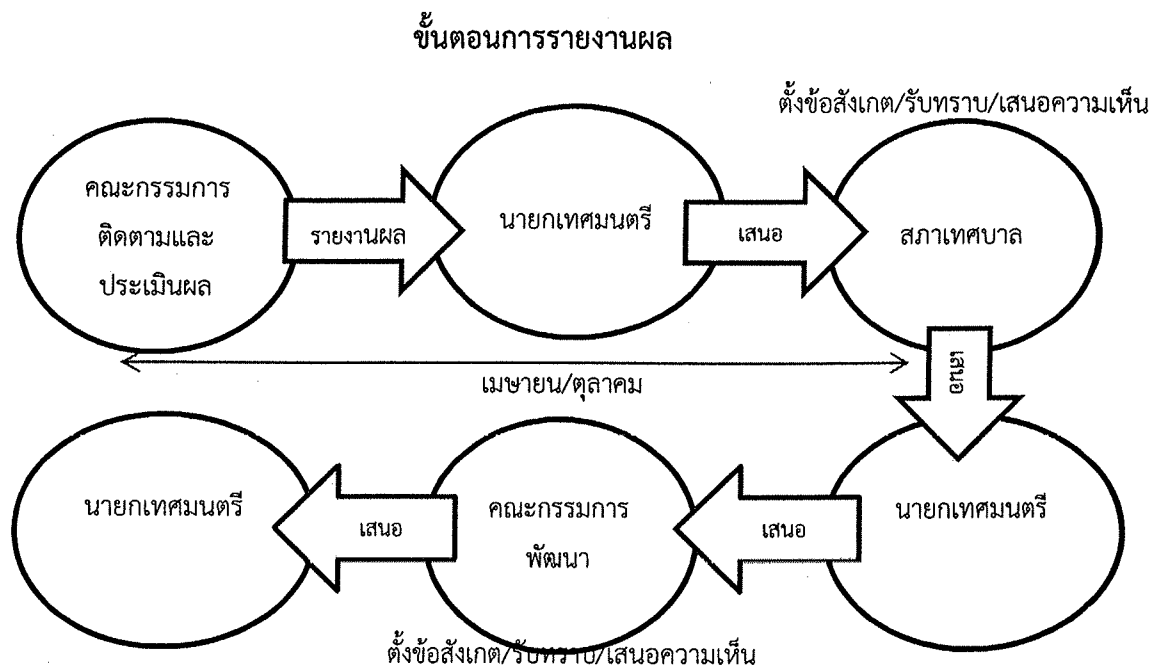 ขั้นตอนการรายงานผล
ตั้งข้อสังเกต/รับทราบ/เสนอความเห็น
คณะกรรมการ
ติดตามและ
ประเมินผล
รายงานผล
นายกเทศมนตรี
เสนอ
สภาเทศบาล
เมษายน/ตุลาคม
เสนอ
นายกเทศมนตรี
เสนอ
คณะกรรมการ
พัฒนา
เสนอ
นายกเทศมนตรี
ตั้งข้อสังเกต/รับทราบ/เสนอความเห็น